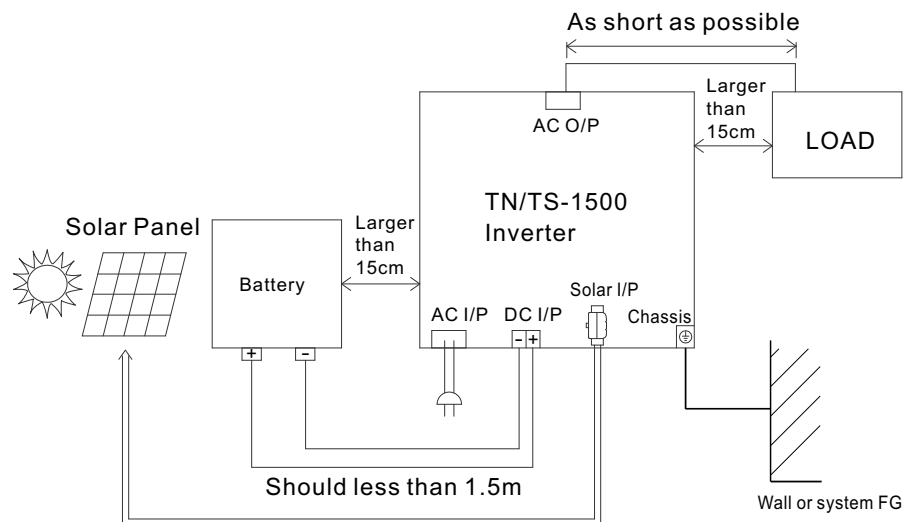 As short as possible
Larger
than
15cm
AC O/P
LOAD
TN/TS-1500
Inverter
Solar Panel
Larger
than
15cm
Battery
Solar I/P
AC I/P
DC I/P
Chassis
+
-
-
+
Should less than 1.5m
Wall or system FG